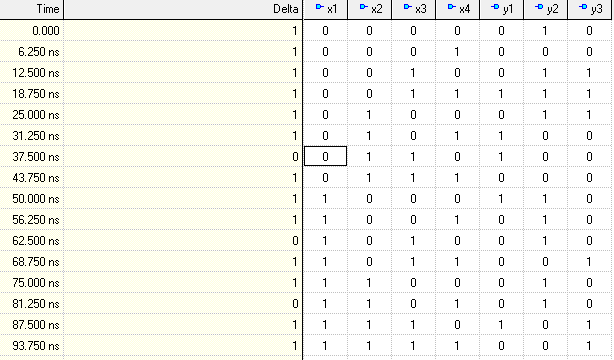 Time Delta x1 x2 x3 x4 y1 y2 y3
0.000 1 0 0 0 0 0 1 0
6.250 ns 1 0 0 0 1 0 0 0
12.500 ns 1 0 0 1 0 0 1 1
18.750 ns 1 0 0 1 1 1 1 1
25.000 ns 1 0 1 0 0 0 1 1
31.250 ns 1 0 1 0 1 1 0 0
37.500 ns 0 0 1 1 0 1 0 0
43.750 ns 1 0 1 1 1 0 0 0
50.000 ns 1 1 0 0 0 1 1 0
56.250 ns 1 1 0 0 1 0 1 0
62.500 ns 0 1 0 1 0 0 1 0
68.750 ns 1 1 0 1 1 0 0 1
75.000 ns 1 1 1 0 0 0 1 0
81.250 ns 0 1 1 0 1 0 1 0
87.500 ns 1 1 1 1 0 1 0 1
93.750 ns 1 1 1 1 1 0 0 1